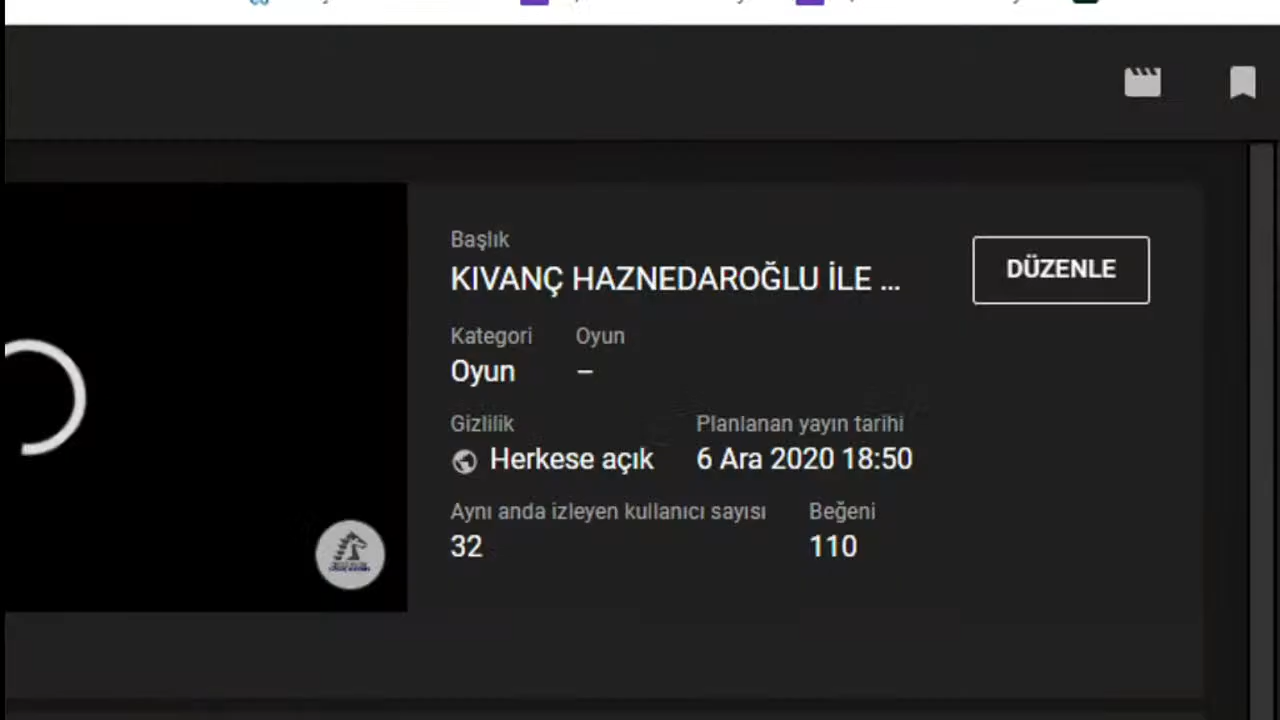 Başlık
KIVANÇ HAZNEDAROĞLU İLE ...
DÜZENLE
Kategori Oyun
Oyun –
Gizlilik Planlanan yayın tarihi
Herkese açık 6 Ara 2020 18:50
Aynı anda izleyen kullanıcı sayısı Beğeni
32 110